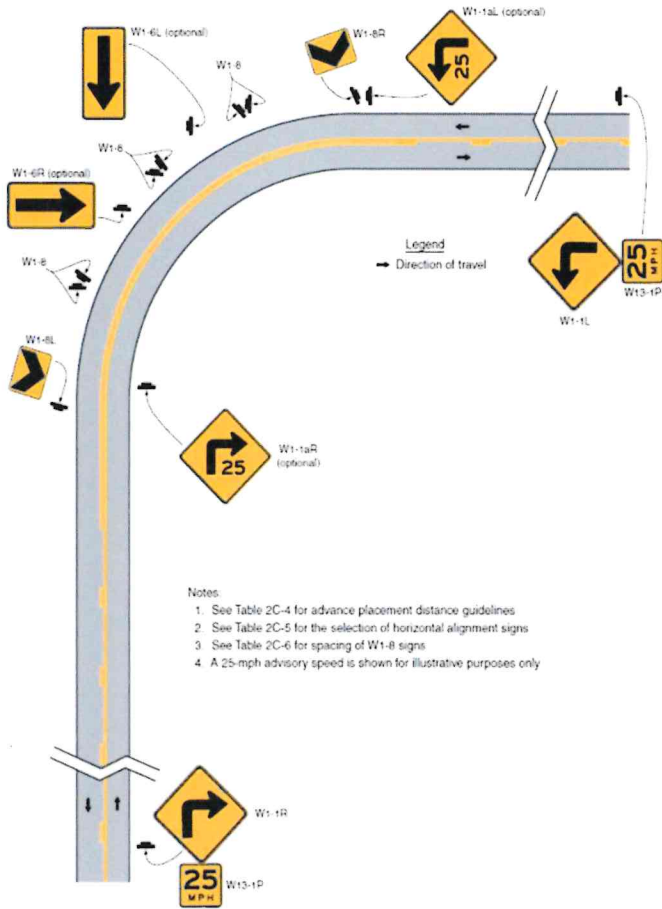 W1-6L (optional)
W1-8
W1-8R
W1-1aL (optional)
25
W1-8
W1-6R (optional)
W1-8
Legend
Direction of travel
25
MPH
W13-1P
W1-1L
W1-8L
25
W1-1aR
(optional)
Notes:
1. See Table 2C-4 for advance placement distance guidelines
2. See Table 2C-5 for the selection of horizontal alignment signs
3. See Table 2C-6 for spacing of W1-8 signs
4. A 25-mph advisory speed is shown for illustrative purposes only
W1-1R
25
MPH
W13-1P